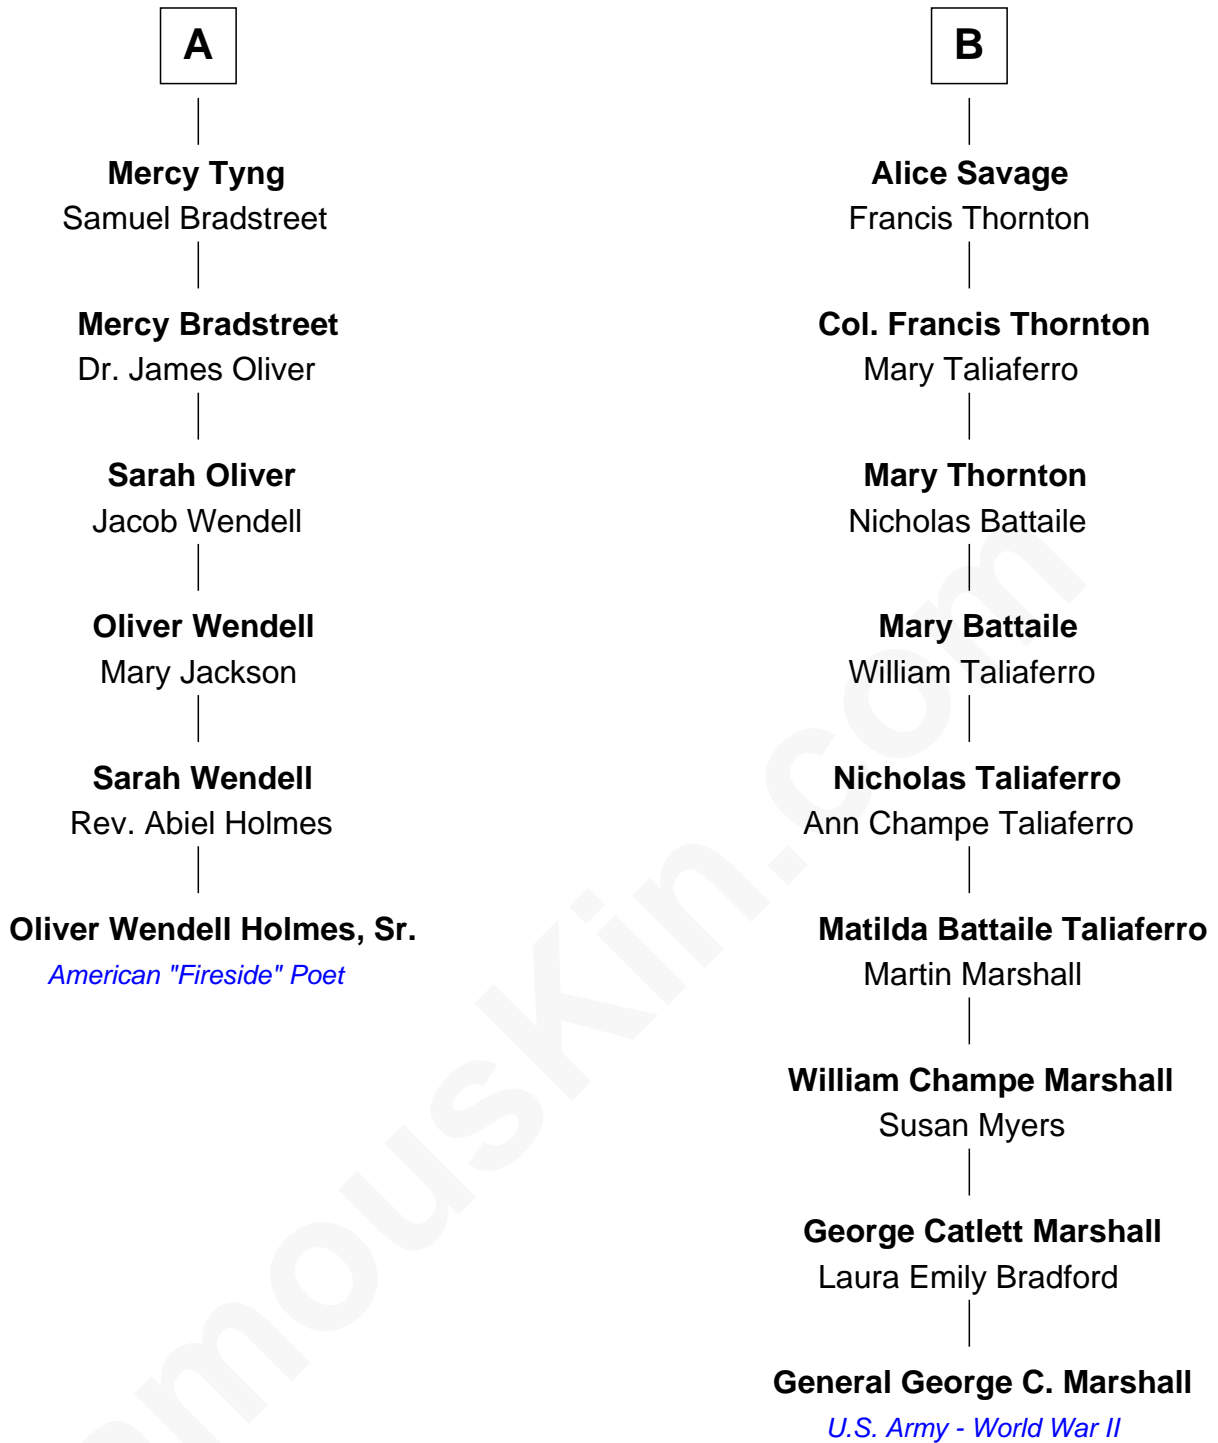 A
Mercy Tyng
Samuel Bradstreet
Mercy Bradstreet
Dr. James Oliver
Sarah Oliver
Jacob Wendell
Oliver Wendell
Mary Jackson
Sarah Wendell
Rev. Abiel Holmes
Oliver Wendell Holmes, Sr.
American "Fireside" Poet
B
Alice Savage
Francis Thornton
Col. Francis Thornton
Mary Taliaferro
Mary Thornton
Nicholas Battaile
Mary Battaile
William Taliaferro
Nicholas Taliaferro
Ann Champe Taliaferro
Matilda Battaile Taliaferro
Martin Marshall
William Champe Marshall
Susan Myers
George Catlett Marshall
Laura Emily Bradford
General George C. Marshall
U.S. Army - World War II
amousKin.com